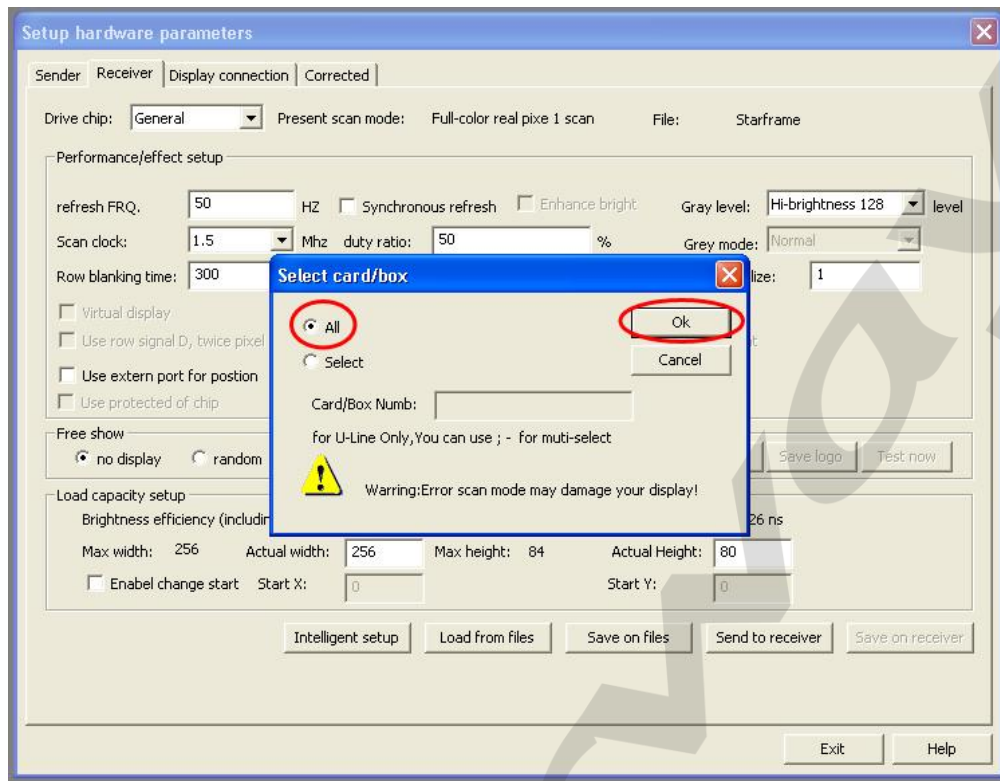 Setup hardware parameters
Sender Receiver Display connection Corrected
Drive chip: General Present scan mode: Full-color real pixe 1 scan File: Starframe
Performance/effect setup
refresh FRQ. 50 HZ Synchronous refresh Enhance bright Gray level: Hi-brightness 128 level
Scan clock: 1.5 Mhz duty ratio: 50 % Grey mode: Normal
Row blanking time: 300 lize: 1
Select card/box
All Ok
Select Cancel
Card/Box Numb:
for U-Line Only,You can use ; - for muti-select
Warring:Error scan mode may damage your display!
Virtual display
Use row signal D, twice pixel
Use extern port for postion
Use protected of chip
Free show
no display random Save logo Test now
Load capacity setup
Brightness efficiency (includin 26 ns
Max width: 256 Actual width: 256 Max height: 84 Actual Height: 80
Enabel change start Start X: 0 Start Y: 0
Intelligent setup Load from files Save on files Send to receiver Save on receiver
Exit Help